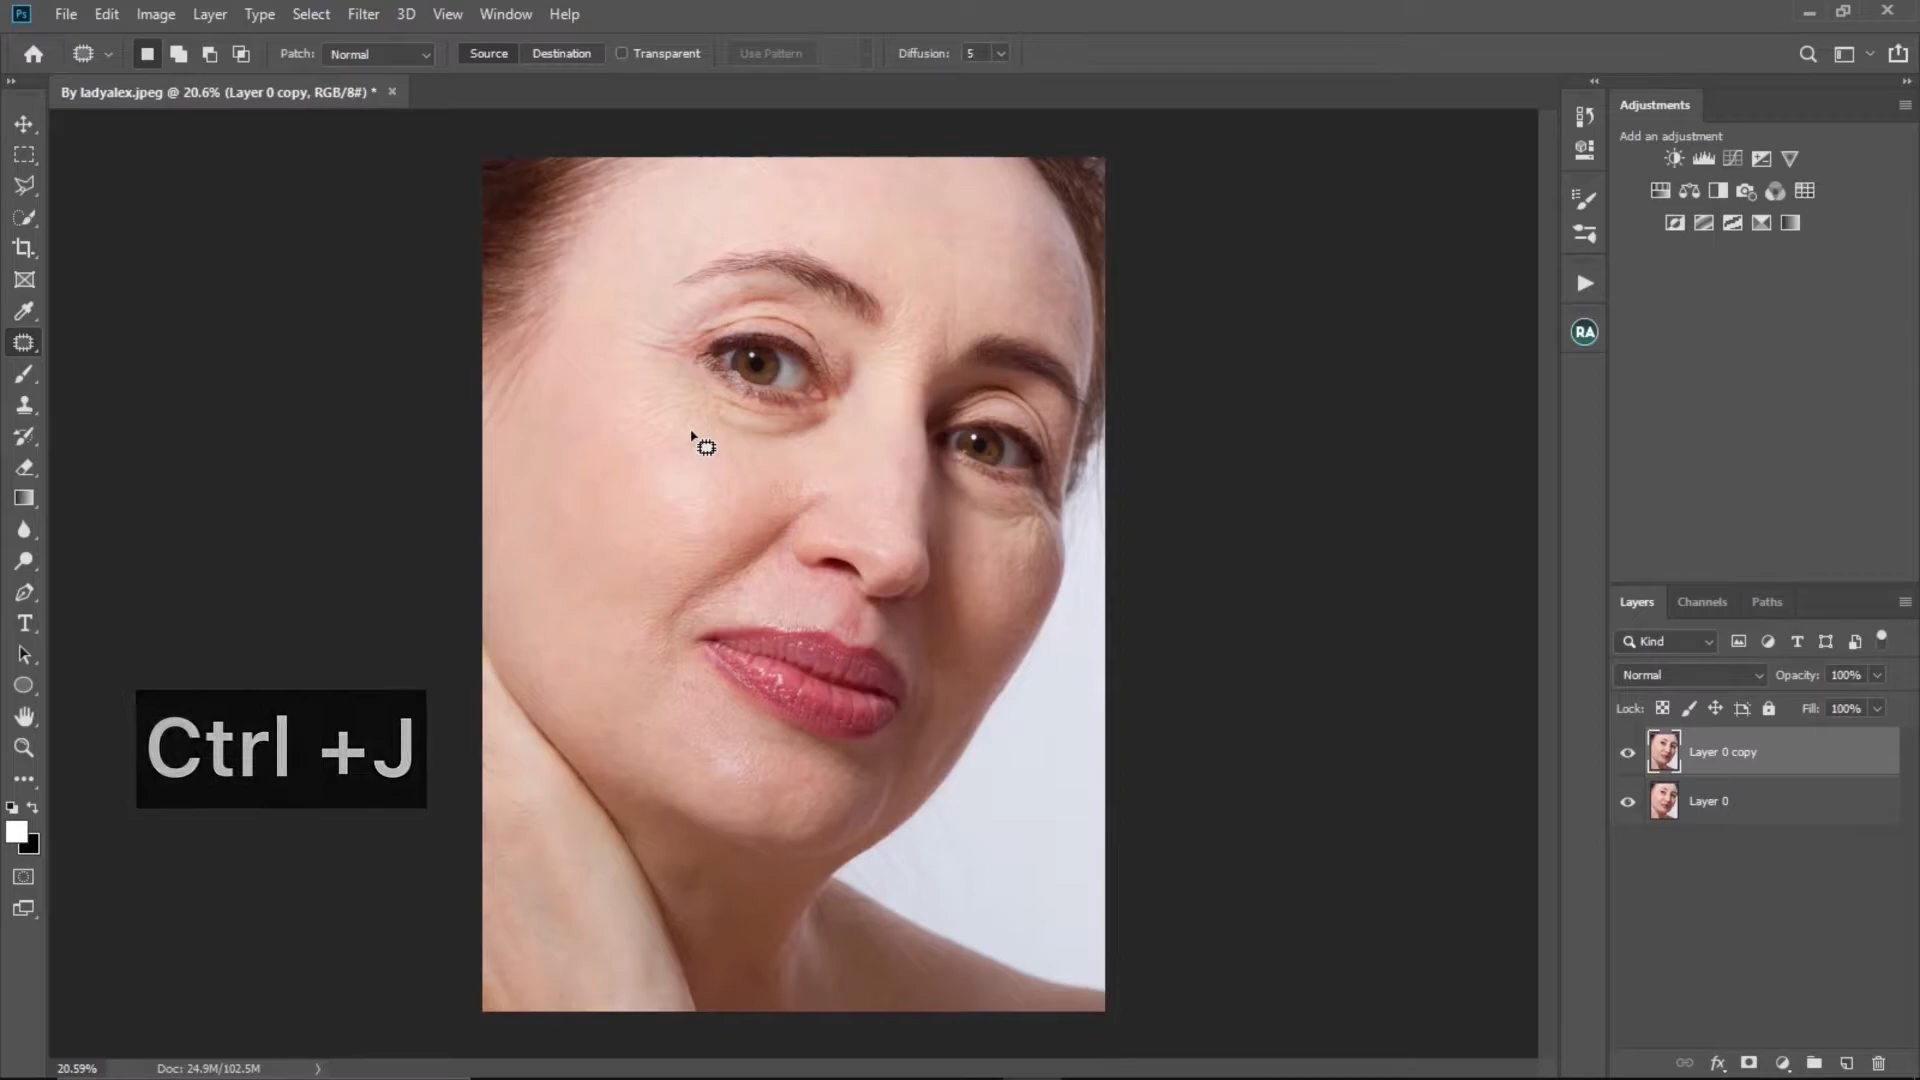 Ps File Edit Image Layer Type Select Filter 3D View Window Help
Patch: Normal Source Destination Transparent Use Pattern Diffusion: 5
By ladyalex.jpeg @ 20.6% (Layer 0 copy, RGB/8#) *
Adjustments
Add an adjustment
RA
Layers Channels Paths
Kind
Normal Opacity: 100%
Lock: Fill: 100%
Layer 0 copy
Layer 0
Ctrl +J
20.59% Doc: 24.9M/102.5M